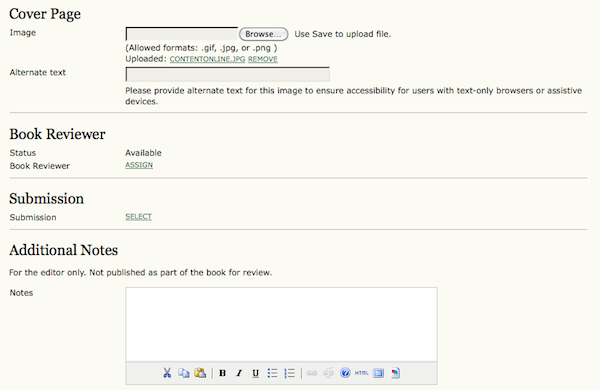 Cover Page
Image Browse... Use Save to upload file.
(Allowed formats: .gif, .jpg, or .png )
Uploaded: CONTENTONLINE.JPG REMOVE
Alternate text
Please provide alternate text for this image to ensure accessibility for users with text-only browsers or assistive
devices.
Book Reviewer
Status Available
Book Reviewer ASSIGN
Submission
Submission SELECT
Additional Notes
For the editor only. Not published as part of the book for review.
Notes
B I U HTML